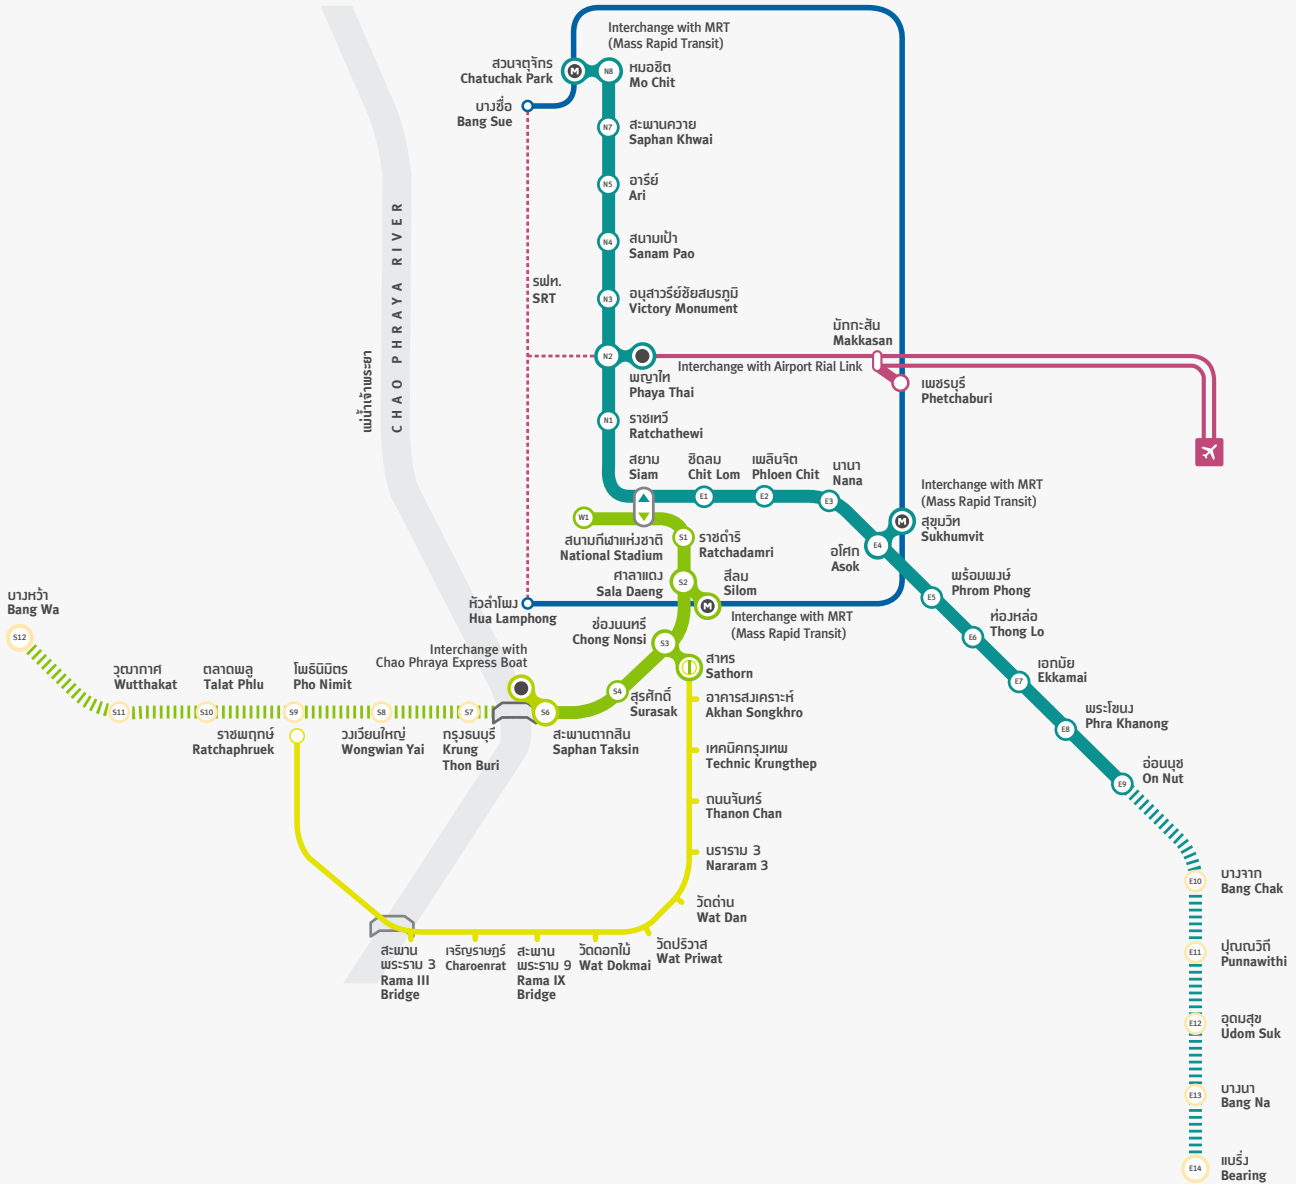 Interchange with MRT
(Mass Rapid Transit)
สวนจตุจักร
Chatuchak Park
M
N8
หมอชิต
Mo Chit
บางซื่อ
Bang Sue
N7
สะพานควาย
Saphan Khwai
N5
อารีย์
Ari
N4
สนามเป้า
Sanam Pao
รฟท.
SRT
N3
อนุสาวรีย์ชัยสมรภูมิ
Victory Monument
แม่น้ำเจ้าพระยา
CHAO PHRAYA RIVER
มักกะสัน
Makkasan
N2
พญาไท
Phaya Thai
Interchange with Airport Rial Link
เพชรบุรี
Phetchaburi
N1
ราชเทวี
Ratchathewi
สยาม
Siam
ชิดลม
Chit Lom
เพลินจิต
Phloen Chit
นานา
Nana
E1
E2
E3
Interchange with MRT
(Mass Rapid Transit)
M
สุขุมวิท
Sukhumvit
W1
สนามกีฬาแห่งชาติ
National Stadium
S1
ราชดำริ
Ratchadamri
E4
อโศก
Asok
ศาลาแดง
Sala Daeng
S2
สีลม
Silom
M
Interchange with MRT
(Mass Rapid Transit)
E5
พร้อมพงษ์
Phrom Phong
หัวลำโพง
Hua Lamphong
E6
ทองหล่อ
Thong Lo
บางหว้า
Bang Wa
S12
ช่องนนทรี
Chong Nonsi
S3
Interchange with
Chao Phraya Express Boat
สาทร
Sathorn
E7
เอกมัย
Ekkamai
วุฒากาศ
Wutthakat
ตลาดพลู
Talat Phlu
โพธินิมิตร
Pho Nimit
S4
สุรศักดิ์
Surasak
อาคารสงเคราะห์
Akhan Songkhro
S11
S10
S9
S8
S7
S6
E8
พระโขนง
Phra Khanong
ราชพฤกษ์
Ratchaphruek
วงเวียนใหญ่
Wongwian Yai
กรุงธนบุรี
Krung
Thon Buri
สะพานตากสิน
Saphan Taksin
เทคนิคกรุงเทพ
Technic Krungthep
E9
อ่อนนุช
On Nut
ถนนจันทร์
Thanon Chan
นราราม 3
Nararam 3
E10
บางจาก
Bang Chak
วัดด่าน
Wat Dan
สะพาน
พระราม 3
Rama III
Bridge
เจริญราษฎร์
Charoenrat
สะพาน
พระราม 9
Rama IX
Bridge
วัดดอกไม้
Wat Dokmai
วัดปริวาส
Wat Priwat
E11
ปุณณวิถี
Punnawithi
E12
อุดมสุข
Udom Suk
E13
บางนา
Bang Na
E14
แบริ่ง
Bearing